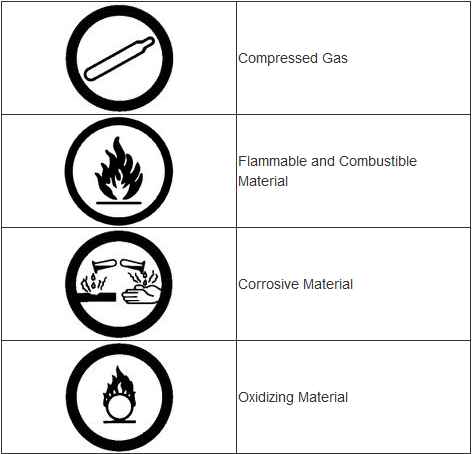 Compressed Gas
Flammable and Combustible
Material
Corrosive Material
Oxidizing Material